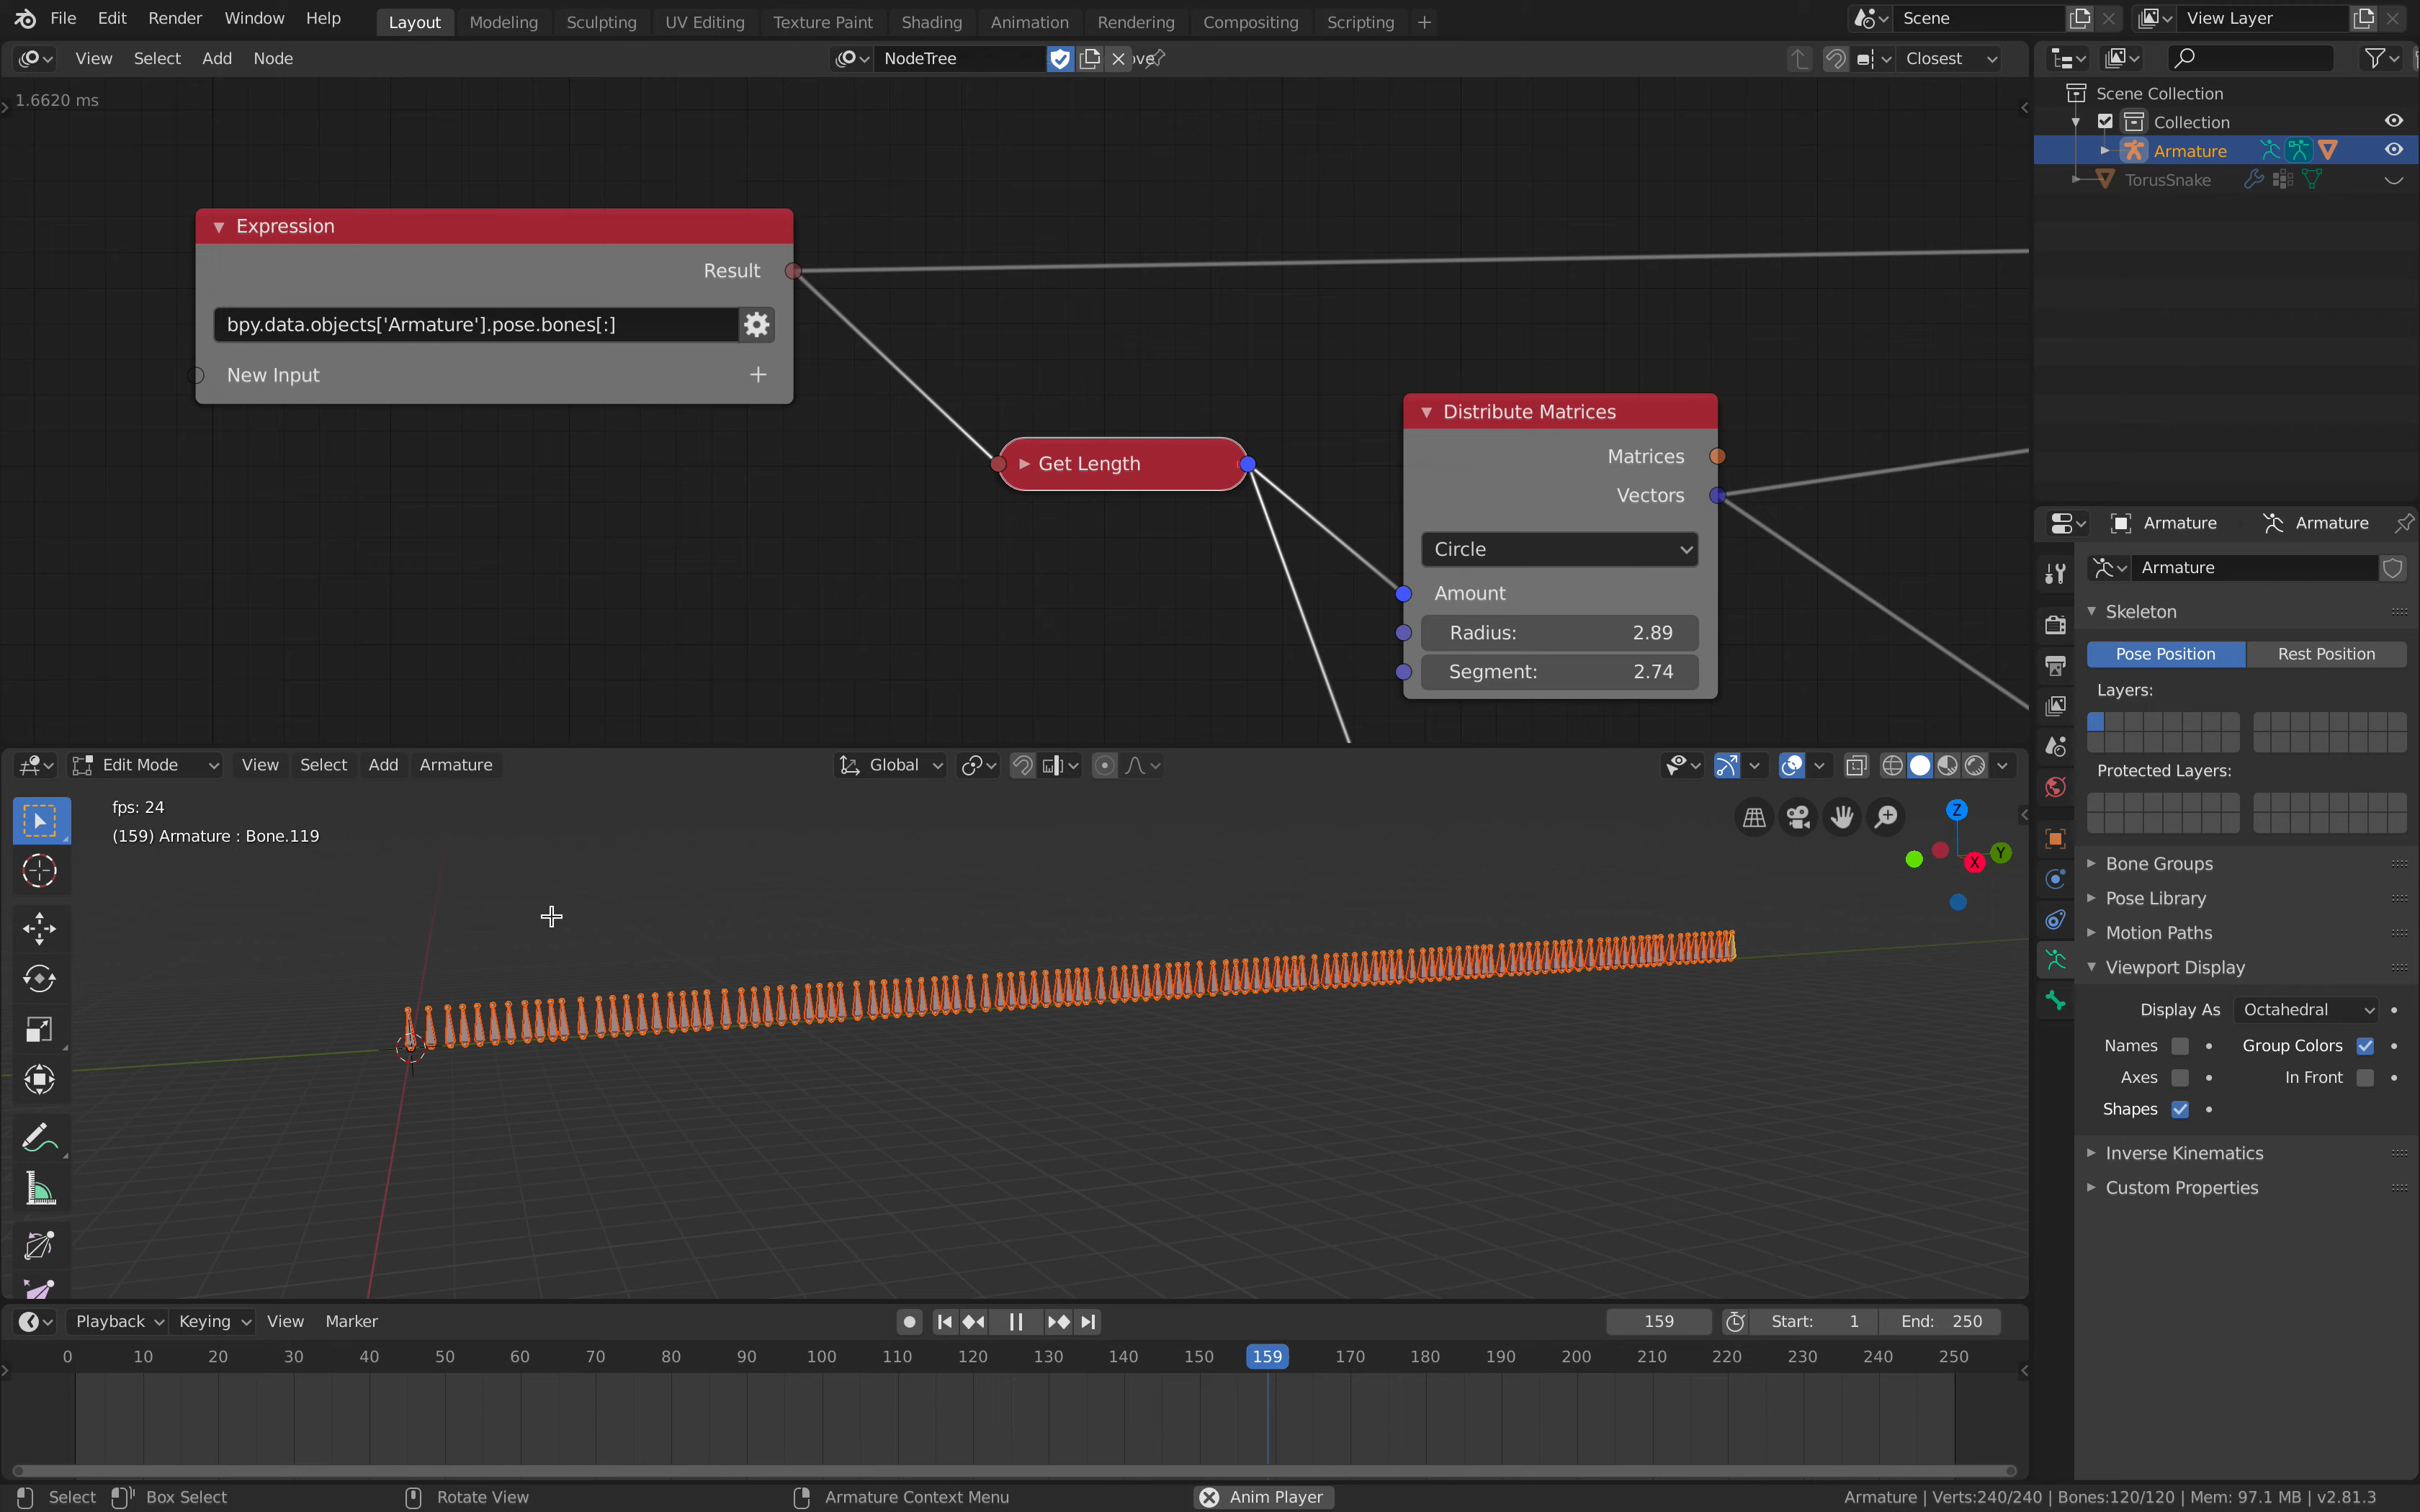 File Edit Render Window Help Layout Modeling Sculpting UV Editing Texture Paint Shading Animation Rendering Compositing Scripting + Scene View Layer
View Select Add Node NodeTree Closest
1.6620 ms
Scene Collection
Collection
Armature
TorusSnake
Expression
Result
bpy.data.objects['Armature'].pose.bones[:]
New Input +
Get Length
Distribute Matrices
Matrices
Vectors
Circle
Amount
Radius: 2.89
Segment: 2.74
Armature Armature
Armature
Skeleton
Pose Position Rest Position
Layers:
Protected Layers:
Bone Groups
Pose Library
Motion Paths
Viewport Display
Display As Octahedral
Names Group Colors
Axes In Front
Shapes
Inverse Kinematics
Custom Properties
Edit Mode View Select Add Armature Global
fps: 24
(159) Armature : Bone.119
Z
X Y
Playback Keying View Marker 159 Start: 1 End: 250
0 10 20 30 40 50 60 70 80 90 100 110 120 130 140 150 159 170 180 190 200 210 220 230 240 250
Select Box Select Rotate View Armature Context Menu Anim Player Armature | Verts:240/240 | Bones:120/120 | Mem: 97.1 MB | v2.81.3